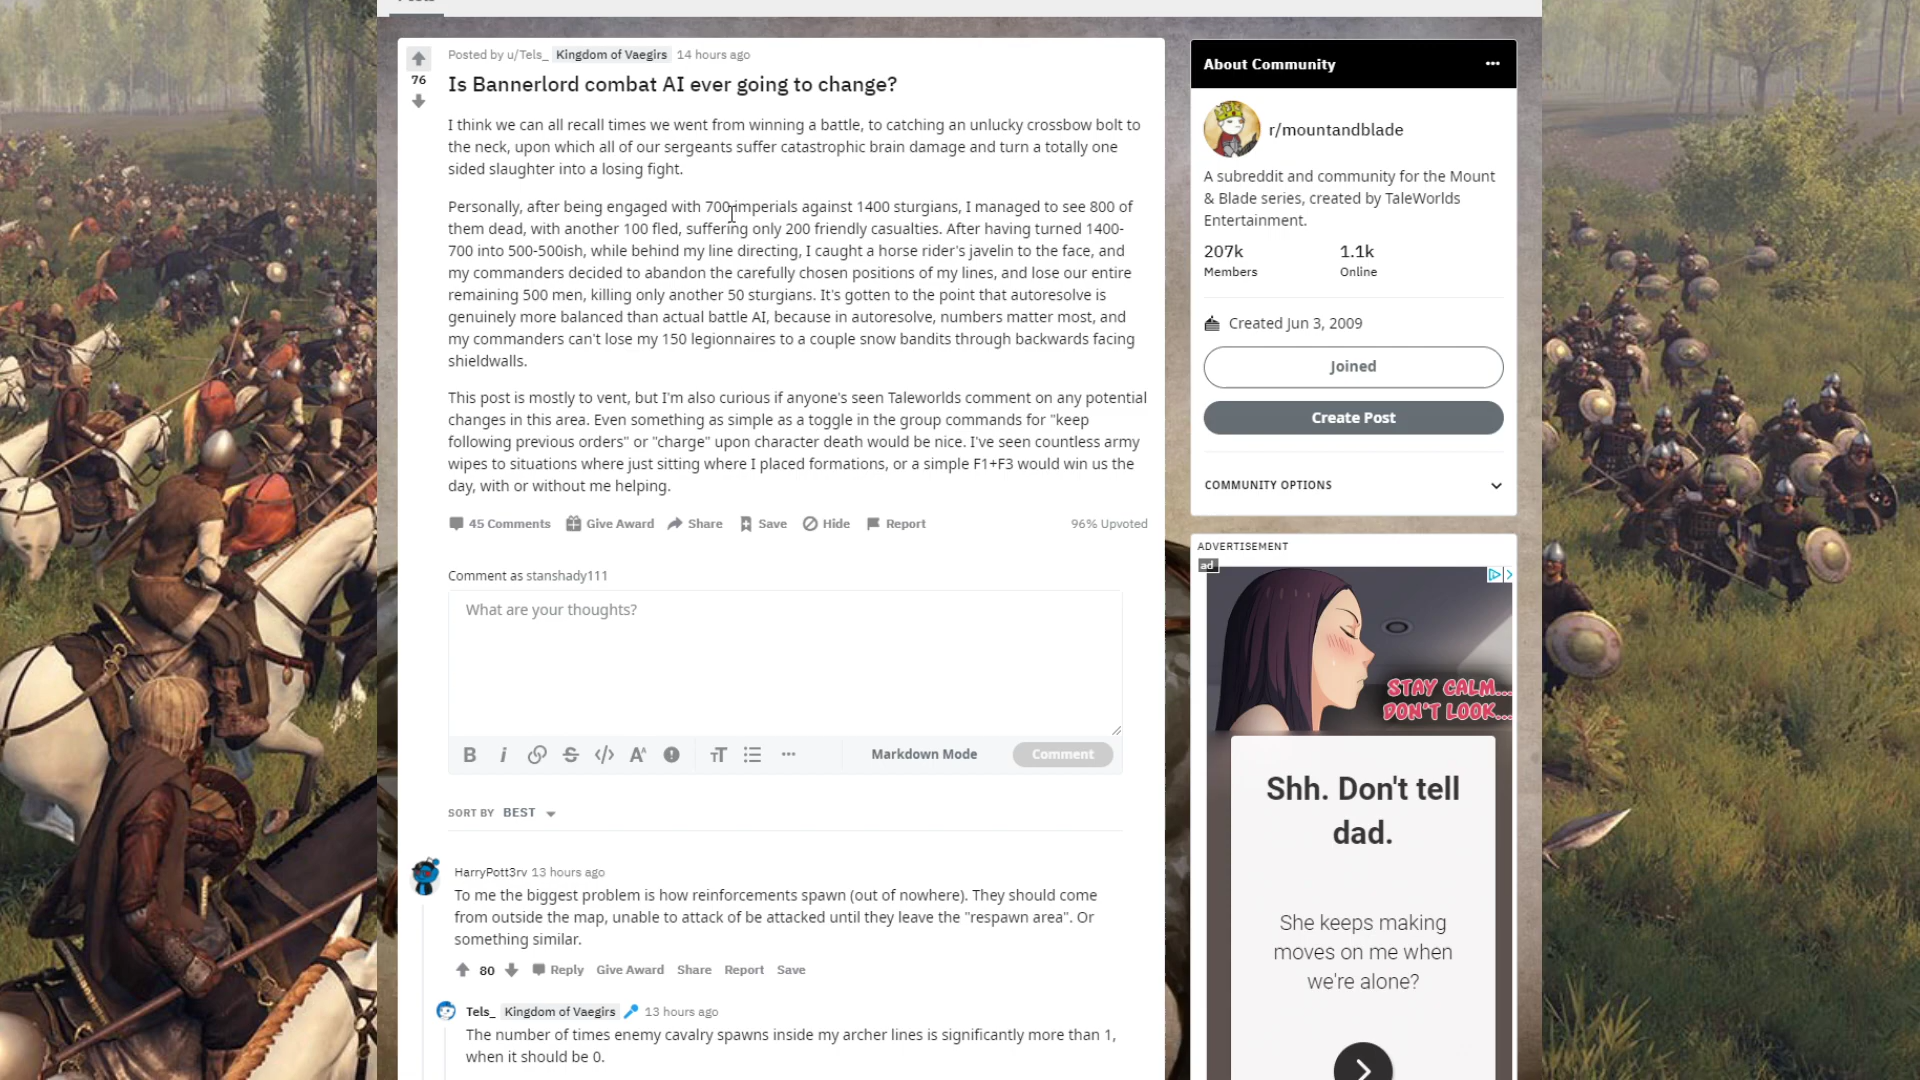 Posted by u/Tels_ Kingdom of Vaegirs 14 hours ago
76
Is Bannerlord combat AI ever going to change?
I think we can all recall times we went from winning a battle, to catching an unlucky crossbow bolt to
the neck, upon which all of our sergeants suffer catastrophic brain damage and turn a totally one
sided slaughter into a losing fight.
Personally, after being engaged with 700 imperials against 1400 sturgians, I managed to see 800 of
them dead, with another 100 fled, suffering only 200 friendly casualties. After having turned 1400-
700 into 500-500ish, while behind my line directing, I caught a horse rider's javelin to the face, and
my commanders decided to abandon the carefully chosen positions of my lines, and lose our entire
remaining 500 men, killing only another 50 sturgians. It's gotten to the point that autoresolve is
genuinely more balanced than actual battle AI, because in autoresolve, numbers matter most, and
my commanders can't lose my 150 legionnaires to a couple snow bandits through backwards facing
shieldwalls.
This post is mostly to vent, but I'm also curious if anyone's seen Taleworlds comment on any potential
changes in this area. Even something as simple as a toggle in the group commands for "keep
following previous orders" or "charge" upon character death would be nice. I've seen countless army
wipes to situations where just sitting where I placed formations, or a simple F1+F3 would win us the
day, with or without me helping.
45 Comments Give Award Share Save Hide Report 96% Upvoted
Comment as stanshady111
What are your thoughts?
Markdown Mode Comment
SORT BY BEST
HarryPott3rv 13 hours ago
To me the biggest problem is how reinforcements spawn (out of nowhere). They should come
from outside the map, unable to attack of be attacked until they leave the "respawn area". Or
something similar.
80 Reply Give Award Share Report Save
Tels_ Kingdom of Vaegirs 13 hours ago
The number of times enemy cavalry spawns inside my archer lines is significantly more than 1,
when it should be 0.
About Community
r/mountandblade
A subreddit and community for the Mount
& Blade series, created by TaleWorlds
Entertainment.
207k 1.1k
Members Online
Created Jun 3, 2009
Joined
Create Post
COMMUNITY OPTIONS
ADVERTISEMENT
ad
STAY CALM...
DON'T LOOK...
Shh. Don't tell
dad.
She keeps making
moves on me when
we're alone?